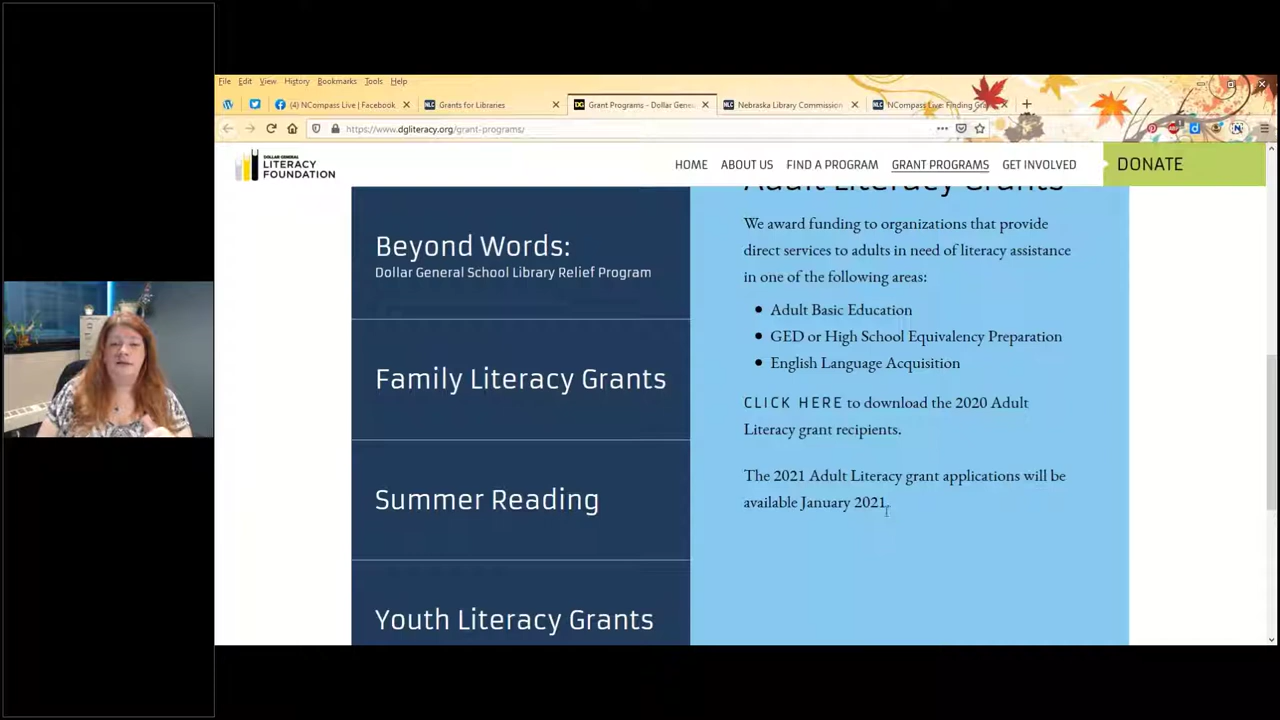 File Edit View History Bookmarks Tools Help
(4) NCompass Live | Facebook
Grants for Libraries
DG
Grant Programs - Dollar Gene
Nebraska Library Commission
NCompass Live: Finding Gra
https://www.dgliteracy.org/grant-programs/
DOLLAR GENERAL
LITERACY
FOUNDATION
HOME ABOUT US FIND A PROGRAM GRANT PROGRAMS GET INVOLVED DONATE
Beyond Words:
Dollar General School Library Relief Program
Family Literacy Grants
Summer Reading
Youth Literacy Grants
Adult Literacy Grants
We award funding to organizations that provide
direct services to adults in need of literacy assistance
in one of the following areas:
Adult Basic Education
GED or High School Equivalency Preparation
English Language Acquisition
CLICK HERE to download the 2020 Adult
Literacy grant recipients.
The 2021 Adult Literacy grant applications will be
available January 2021.